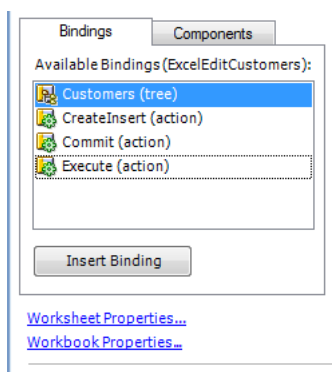 Bindings
Components
Available Bindings(ExcelEditCustomers):
Customers (tree)
CreateInsert (action)
Commit (action)
Execute (action)
Insert Binding
Worksheet Properties...
Workbook Properties...